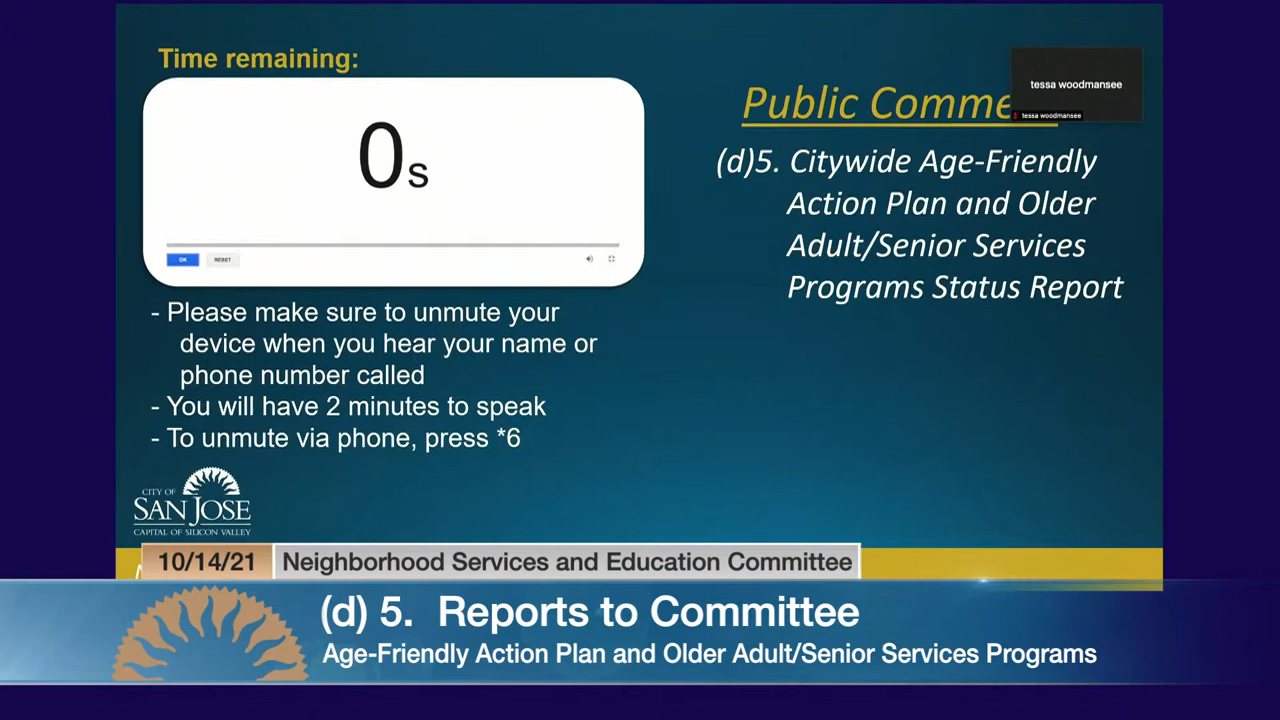 Time remaining:
0s
OK
RESET
- Please make sure to unmute your
device when you hear your name or
phone number called
- You will have 2 minutes to speak
- To unmute via phone, press *6
Public Comme
tessa woodmansee
tessa woodmansee
(d)5. Citywide Age-Friendly
Action Plan and Older
Adult/Senior Services
Programs Status Report
CITY OF
SAN JOSE
CAPITAL OF SILICON VALLEY
10/14/21
Neighborhood Services and Education Committee
(d) 5. Reports to Committee
Age-Friendly Action Plan and Older Adult/Senior Services Programs